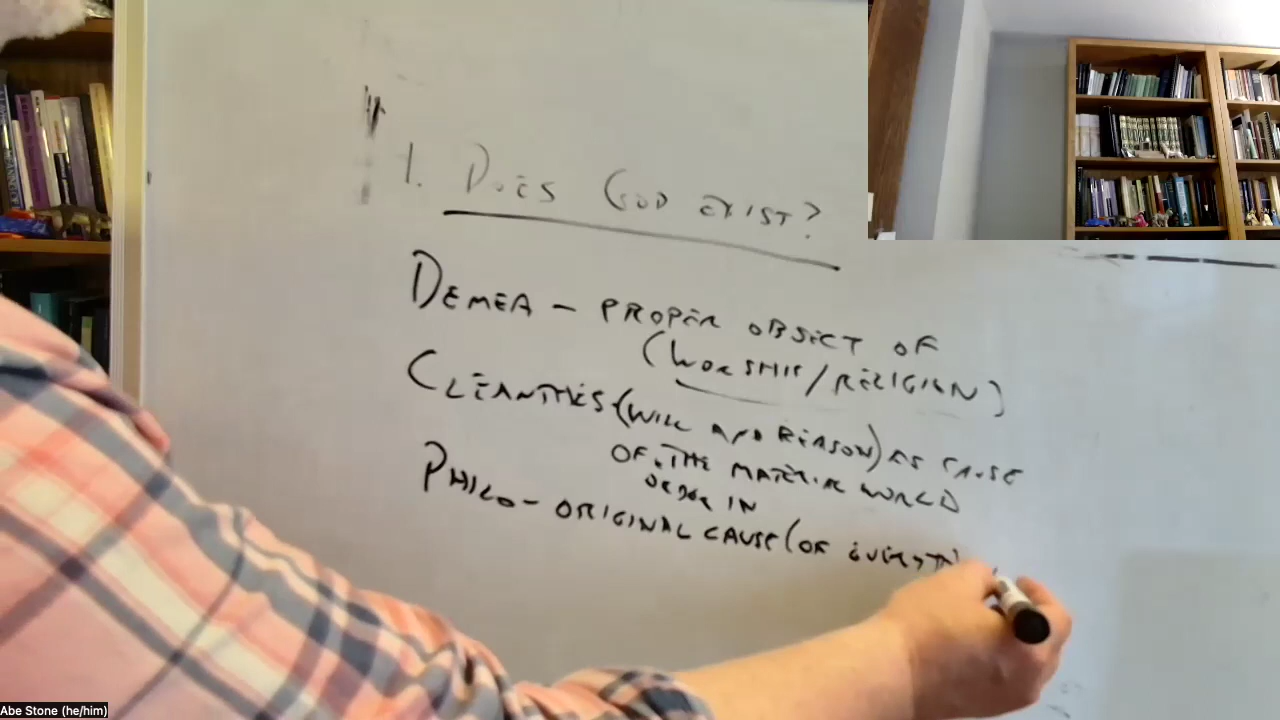 1. DOES GOD EXIST?
DEMEA - PROPER OBJECT OF
(WORSHIP/RELIGION)
CLEANTHES (WILL AND REASON) AS CAUSE
OF THE MATERIAL WORLD
ORDER IN
PHILO - ORIGINAL CAUSE (OF EVERYTHI
Abe Stone (he/him)